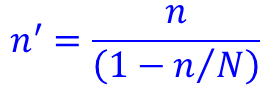 n′ = n / (1 − n/N)